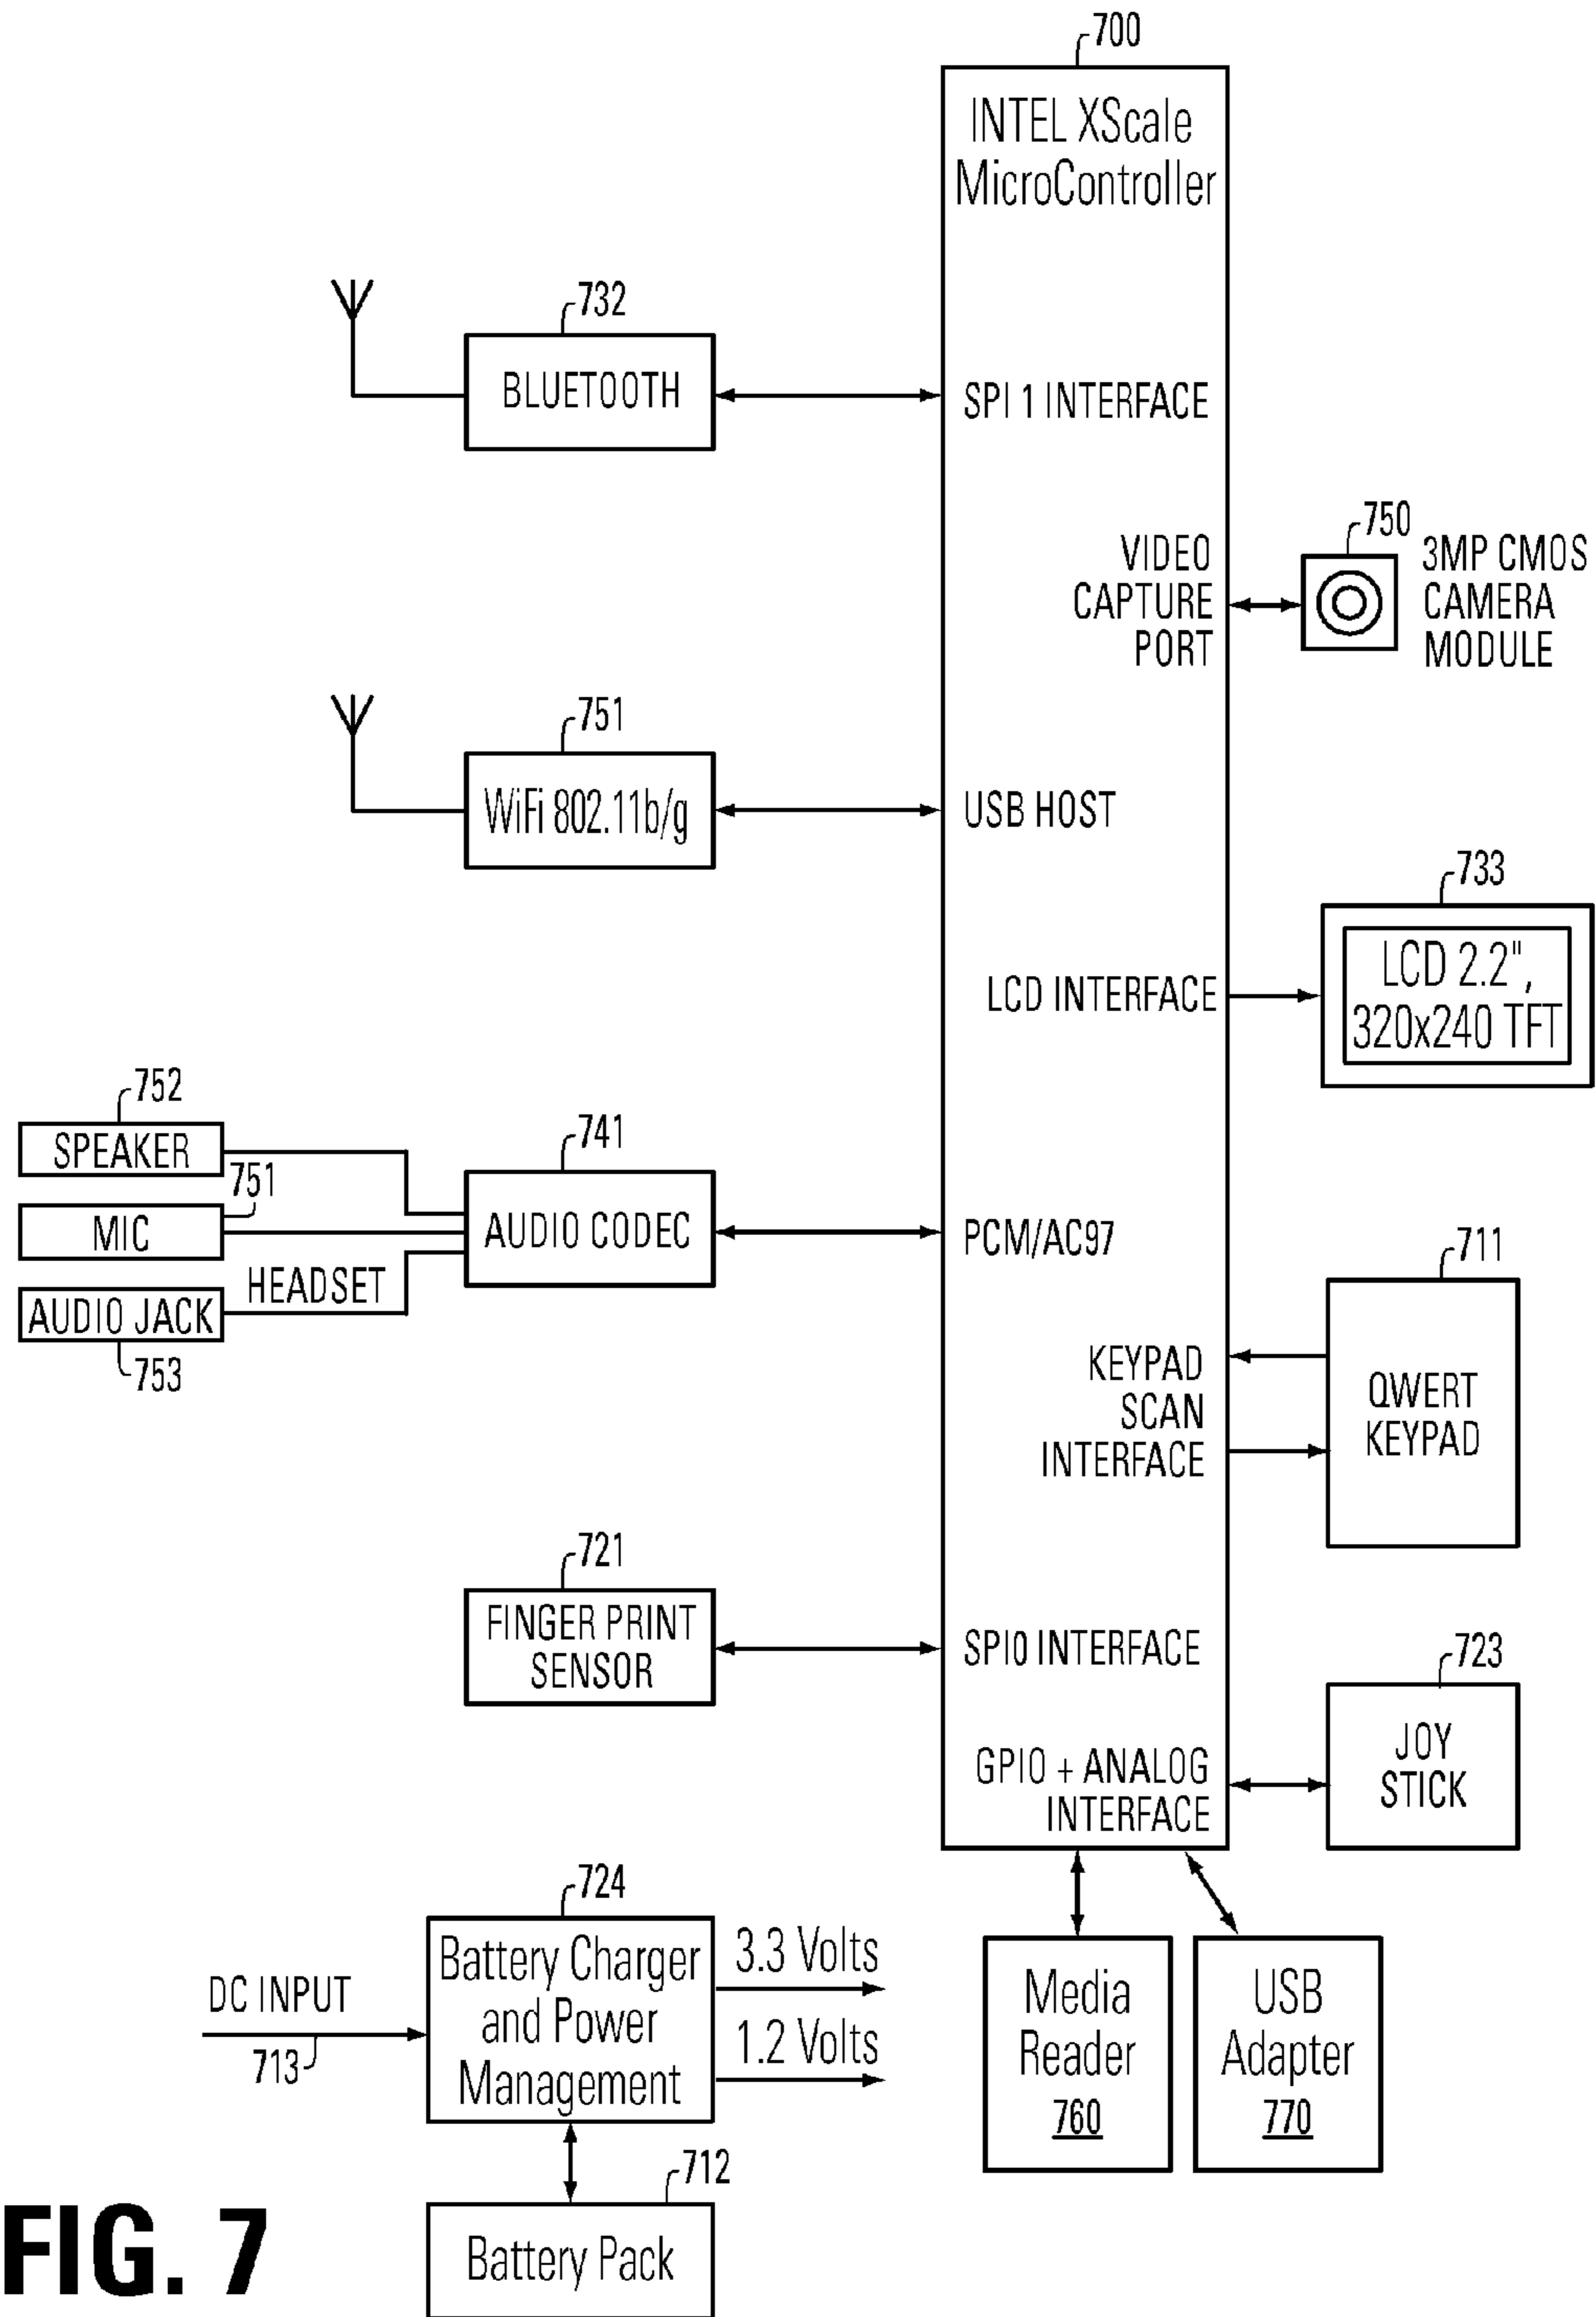 700
INTEL XScale
MicroController
732
BLUETOOTH
SPI 1 INTERFACE
750
VIDEO
CAPTURE
PORT
3MP CMOS
CAMERA
MODULE
751
WiFi 802.11b/g
USB HOST
733
LCD INTERFACE
LCD 2.2",
320x240 TFT
752
SPEAKER
751
MIC
HEADSET
AUDIO JACK
753
741
AUDIO CODEC
PCM/AC97
711
KEYPAD
SCAN
INTERFACE
QWERT
KEYPAD
721
FINGER PRINT
SENSOR
SPI0 INTERFACE
723
GPIO + ANALOG
INTERFACE
JOY
STICK
724
Battery Charger
and Power
Management
3.3 Volts
1.2 Volts
DC INPUT
713
Media
Reader
760
USB
Adapter
770
712
Battery Pack
FIG. 7